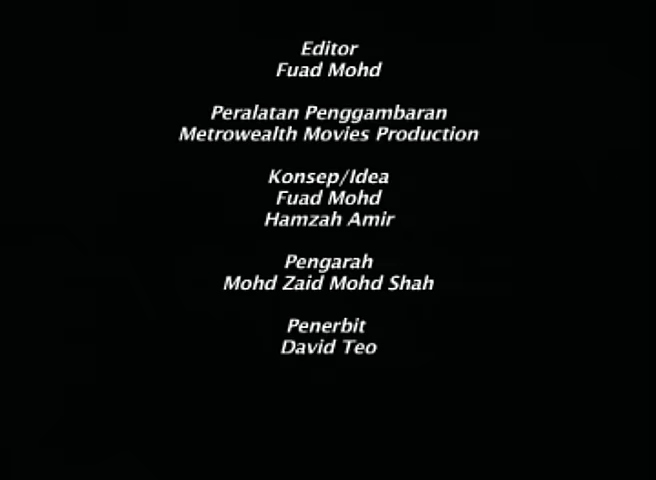 Editor
Fuad Mohd
Peralatan Penggambaran
Metrowealth Movies Production
Konsep/Idea
Fuad Mohd
Hamzah Amir
Pengarah
Mohd Zaid Mohd Shah
Penerbit
David Teo